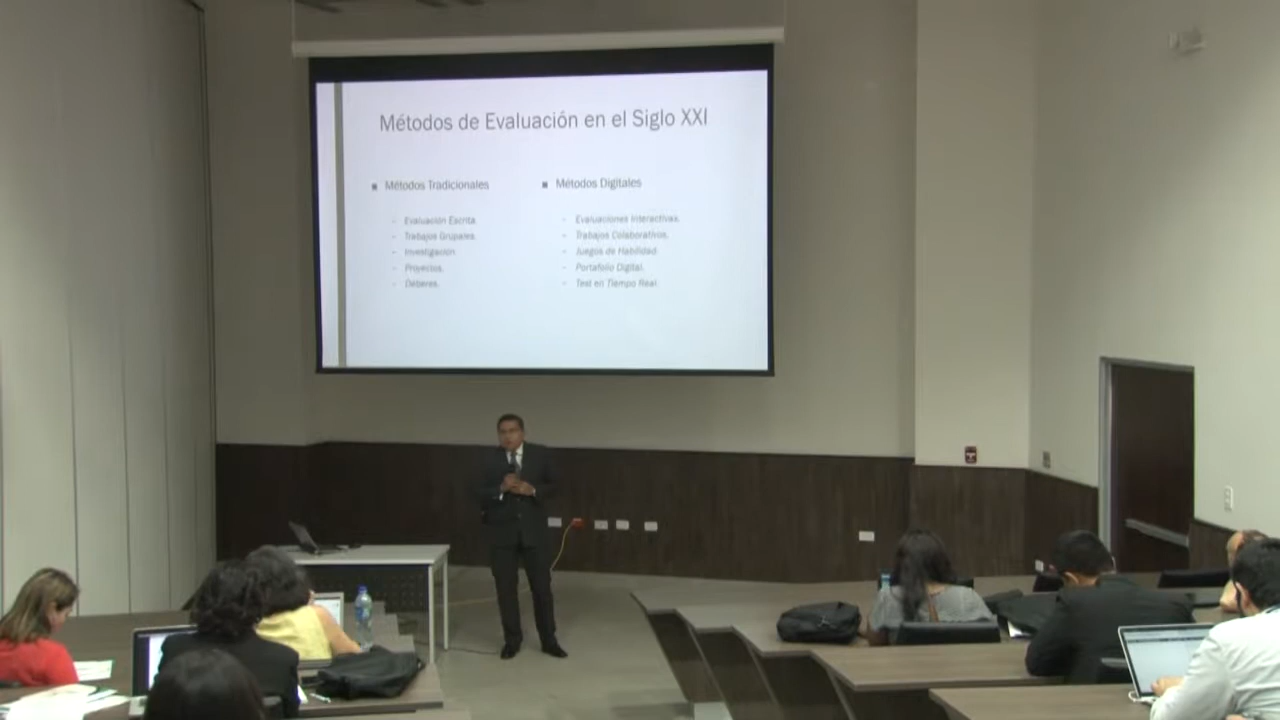 Métodos de Evaluación en el Siglo XXI
Métodos Tradicionales
- Evaluación Escrita.
- Trabajos Grupales.
- Investigación.
- Proyectos.
- Deberes.
Métodos Digitales
- Evaluaciones Interactivas.
- Trabajos Colaborativos.
- Juegos de Habilidad.
- Portafolio Digital.
- Test en Tiempo Real.